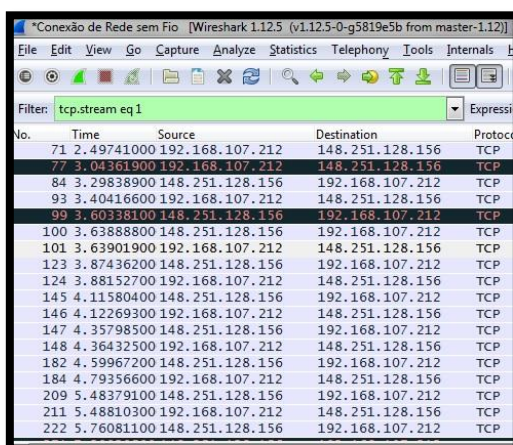 *Conexão de Rede sem Fio [Wireshark 1.12.5 (v1.12.5-0-g5819e5b from master-1.12)]
File Edit View Go Capture Analyze Statistics Telephony Tools Internals H
Filter: tcp.stream eq 1 Expressi
No. Time Source Destination Protoco
71 2.49741000 192.168.107.212 148.251.128.156 TCP
77 3.04361900 192.168.107.212 148.251.128.156 TCP
84 3.29838900 148.251.128.156 192.168.107.212 TCP
93 3.40416600 192.168.107.212 148.251.128.156 TCP
99 3.60338100 148.251.128.156 192.168.107.212 TCP
100 3.63888800 148.251.128.156 192.168.107.212 TCP
101 3.63901900 192.168.107.212 148.251.128.156 TCP
123 3.87436200 148.251.128.156 192.168.107.212 TCP
124 3.88152700 192.168.107.212 148.251.128.156 TCP
145 4.11580400 148.251.128.156 192.168.107.212 TCP
146 4.12269300 192.168.107.212 148.251.128.156 TCP
147 4.35798500 148.251.128.156 192.168.107.212 TCP
148 4.36432500 192.168.107.212 148.251.128.156 TCP
182 4.59967200 148.251.128.156 192.168.107.212 TCP
184 4.79356600 192.168.107.212 148.251.128.156 TCP
209 5.48379100 148.251.128.156 192.168.107.212 TCP
211 5.48810300 192.168.107.212 148.251.128.156 TCP
222 5.76081100 148.251.128.156 192.168.107.212 TCP